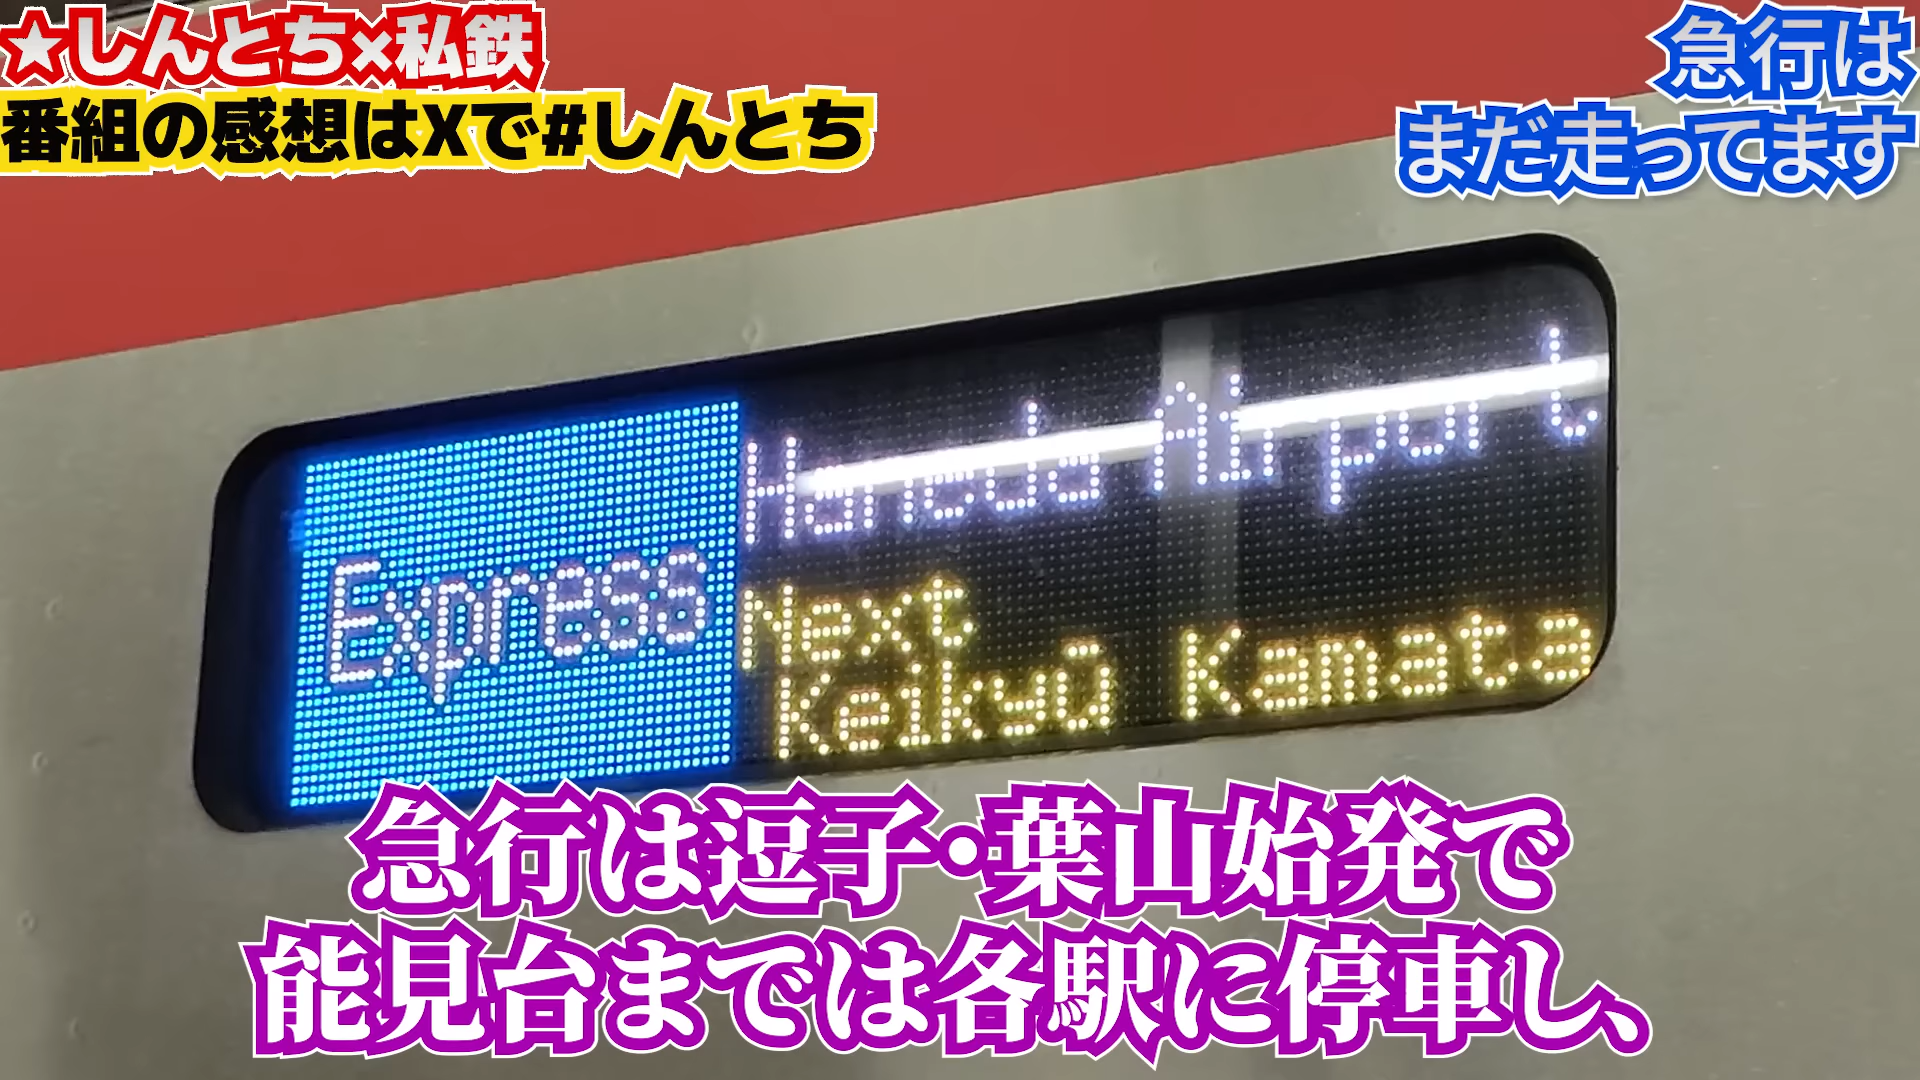 ★しんとち×私鉄
番組の感想はXで#しんとち
急行は
まだ走ってます
Express
Haneda Airport
Next
Keikyū Kamata
急行は逗子・葉山始発で
能見台までは各駅に停車し、